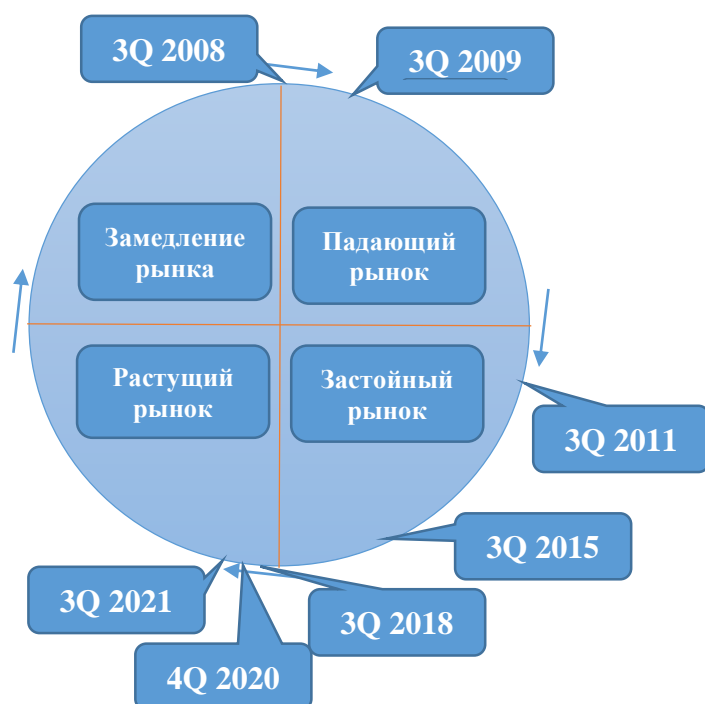 3Q 2008
3Q 2009
Замедление
рынка
Падающий
рынок
Растущий
рынок
Застойный
рынок
3Q 2011
3Q 2015
3Q 2021
3Q 2018
4Q 2020